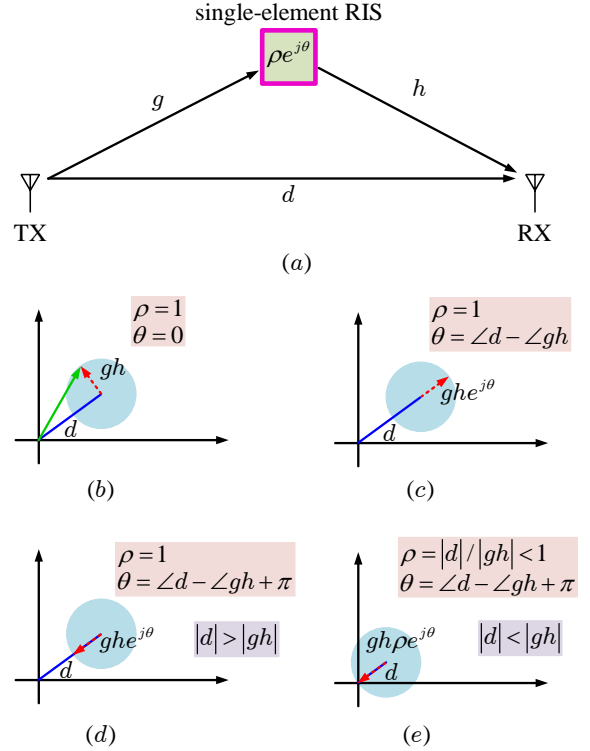 single-element RIS
ρe^{jθ}
g
h
d
TX
RX
(a)
ρ = 1
θ = 0
gh
d
(b)
ρ = 1
θ = ∠d − ∠gh
ghe^{jθ}
d
(c)
ρ = 1
θ = ∠d − ∠gh + π
ghe^{jθ}
|d| > |gh|
d
(d)
ρ = |d| / |gh| < 1
θ = ∠d − ∠gh + π
ghρe^{jθ}
|d| < |gh|
d
(e)